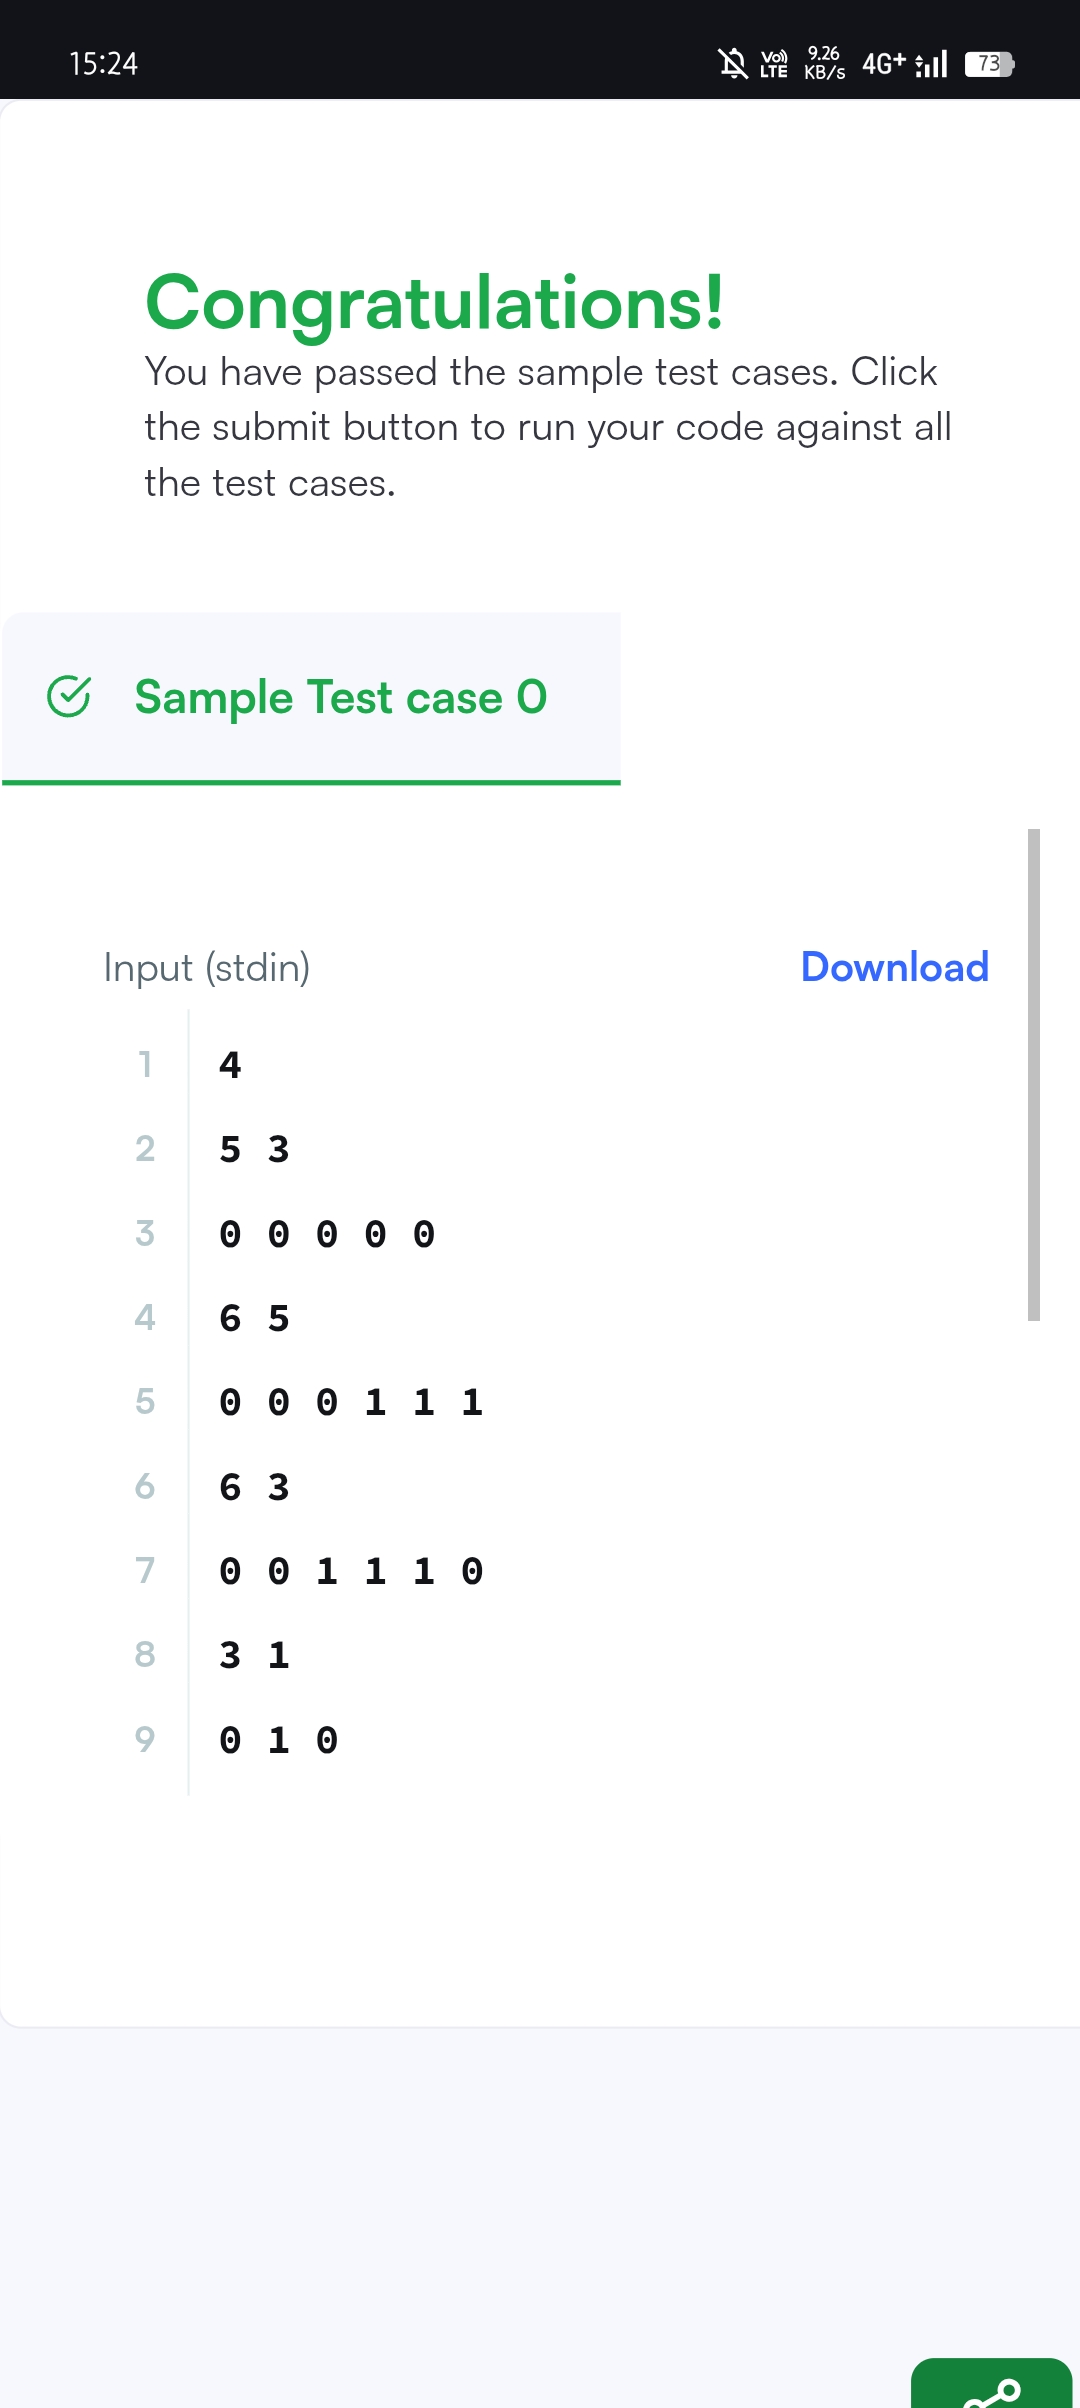 15:24
Vo)) LTE 9.26 KB/s 4G+ 73
Congratulations!
You have passed the sample test cases. Click
the submit button to run your code against all
the test cases.
Sample Test case 0
Input (stdin) Download
1 4
2 5 3
3 0 0 0 0 0
4 6 5
5 0 0 0 1 1 1
6 6 3
7 0 0 1 1 1 0
8 3 1
9 0 1 0